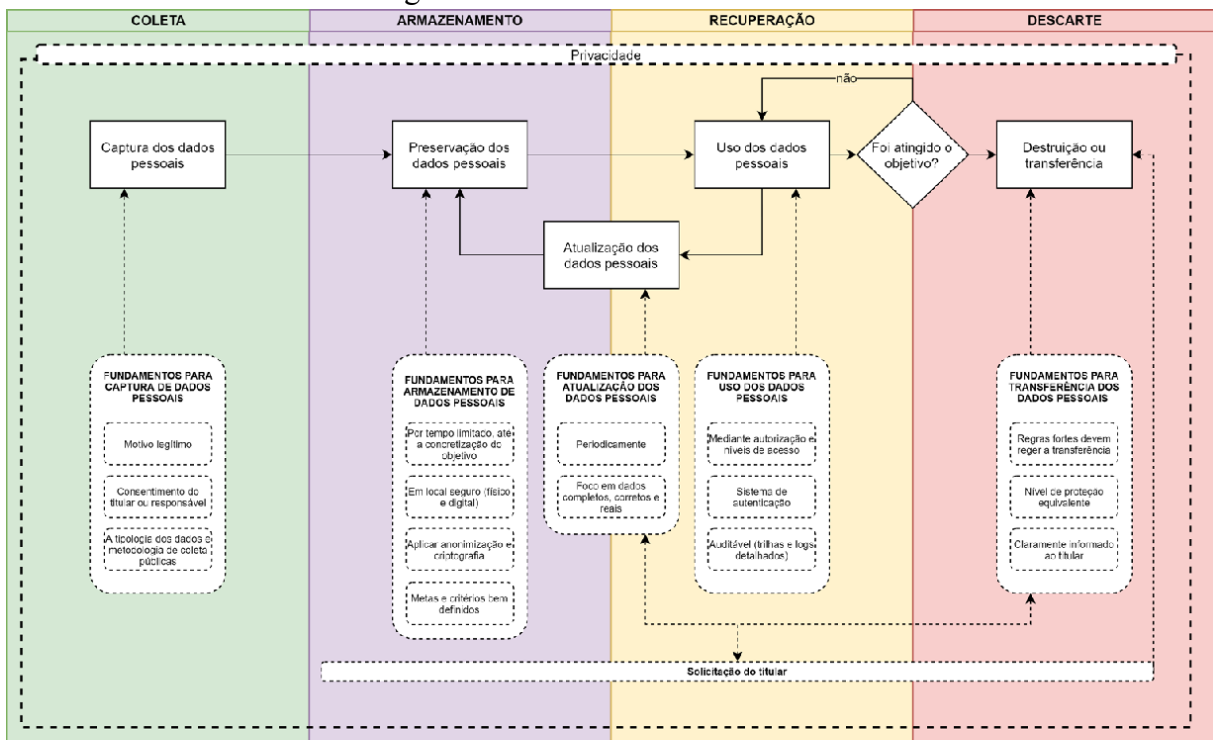 COLETA
ARMAZENAMENTO
RECUPERAÇÃO
DESCARTE
Privacidade
não
Captura dos dados
pessoais
Preservação dos
dados pessoais
Uso dos dados
pessoais
Foi atingido o
objetivo?
Destruição ou
transferência
Atualização dos
dados pessoais
FUNDAMENTOS PARA
CAPTURA DE DADOS
PESSOAIS
Motivo legítimo
Consentimento do
titular ou responsável
A tipologia dos dados e
metodologia de coleta
públicas
FUNDAMENTOS PARA
ARMAZENAMENTO DE
DADOS PESSOAIS
Por tempo limitado, até
a concretização do
objetivo
Em local seguro (físico
e digital)
Aplicar anonimização e
criptografia
Metas e critérios bem
definidos
FUNDAMENTOS PARA
ATUALIZAÇÃO DOS
DADOS PESSOAIS
Periodicamente
Foco em dados
completos, corretos e
reais
FUNDAMENTOS PARA
USO DOS DADOS
PESSOAIS
Mediante autorização e
níveis de acesso
Sistema de
autenticação
Auditável (trilhas e logs
detalhados)
FUNDAMENTOS PARA
TRANSFERÊNCIA DOS
DADOS PESSOAIS
Regras fortes devem
reger a transferência
Nível de proteção
equivalente
Claramente informado
ao titular
Solicitação do titular